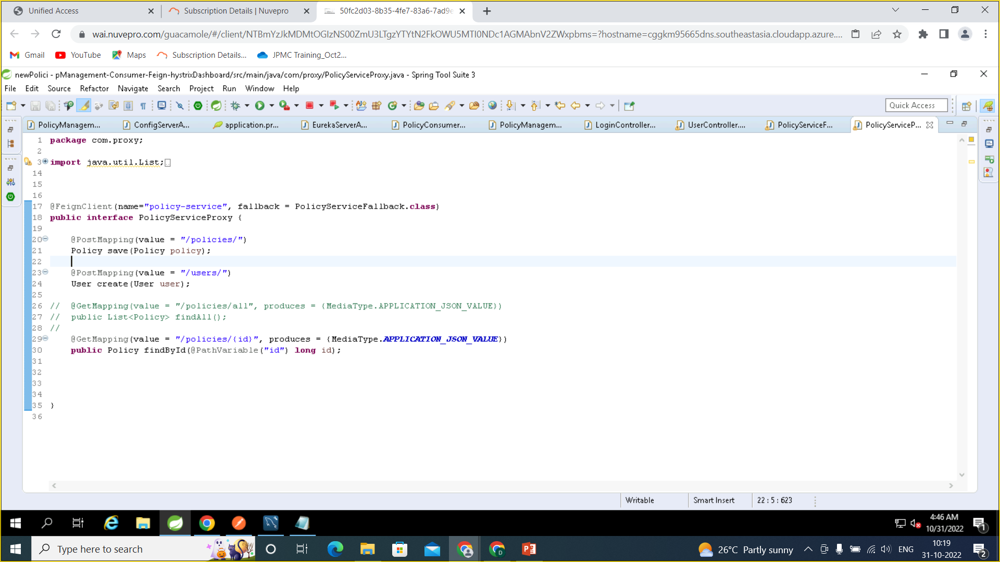 Unified Access
Subscription Details | Nuvepro
50fc2d03-8b35-4fe7-83a6-7ad9e
wai.nuvepro.com/guacamole/#/client/NTBmYzJkMDMtOGIzNS00ZmU3LTgzYTYtN2FkOWU5MTI0NDc1AGMAbnV2ZWxpbms=?hostname=cggkm95665dns.southeastasia.cloudapp.azure....
Gmail
YouTube
Maps
Subscription Details...
JPMC Training_Oct2...
newPolici - pManagement-Consumer-Feign-hystrixDashboard/src/main/java/com/proxy/PolicyServiceProxy.java - Spring Tool Suite 3
File Edit Source Refactor Navigate Search Project Run Window Help
Quick Access
PolicyManagem...
ConfigServerA...
application.pr...
EurekaServerA...
PolicyConsumer...
PolicyManagem...
LoginController...
UserController....
PolicyServiceF...
PolicyServiceP...
1 package com.proxy;
2
3 import java.util.List;
14
15
16
17 @FeignClient(name="policy-service", fallback = PolicyServiceFallback.class)
18 public interface PolicyServiceProxy {
19
20 @PostMapping(value = "/policies/")
21 Policy save(Policy policy);
22
23 @PostMapping(value = "/users/")
24 User create(User user);
25
26 // @GetMapping(value = "/policies/all", produces = {MediaType.APPLICATION_JSON_VALUE})
27 // public List<Policy> findAll();
28 //
29 @GetMapping(value = "/policies/{id}", produces = {MediaType.APPLICATION_JSON_VALUE})
30 public Policy findById(@PathVariable("id") long id);
31
32
33
34
35 }
36
Writable
Smart Insert
22 : 5 : 623
4:46 AM
10/31/2022
1
Type here to search
26°C Partly sunny
ENG
10:19
31-10-2022
2